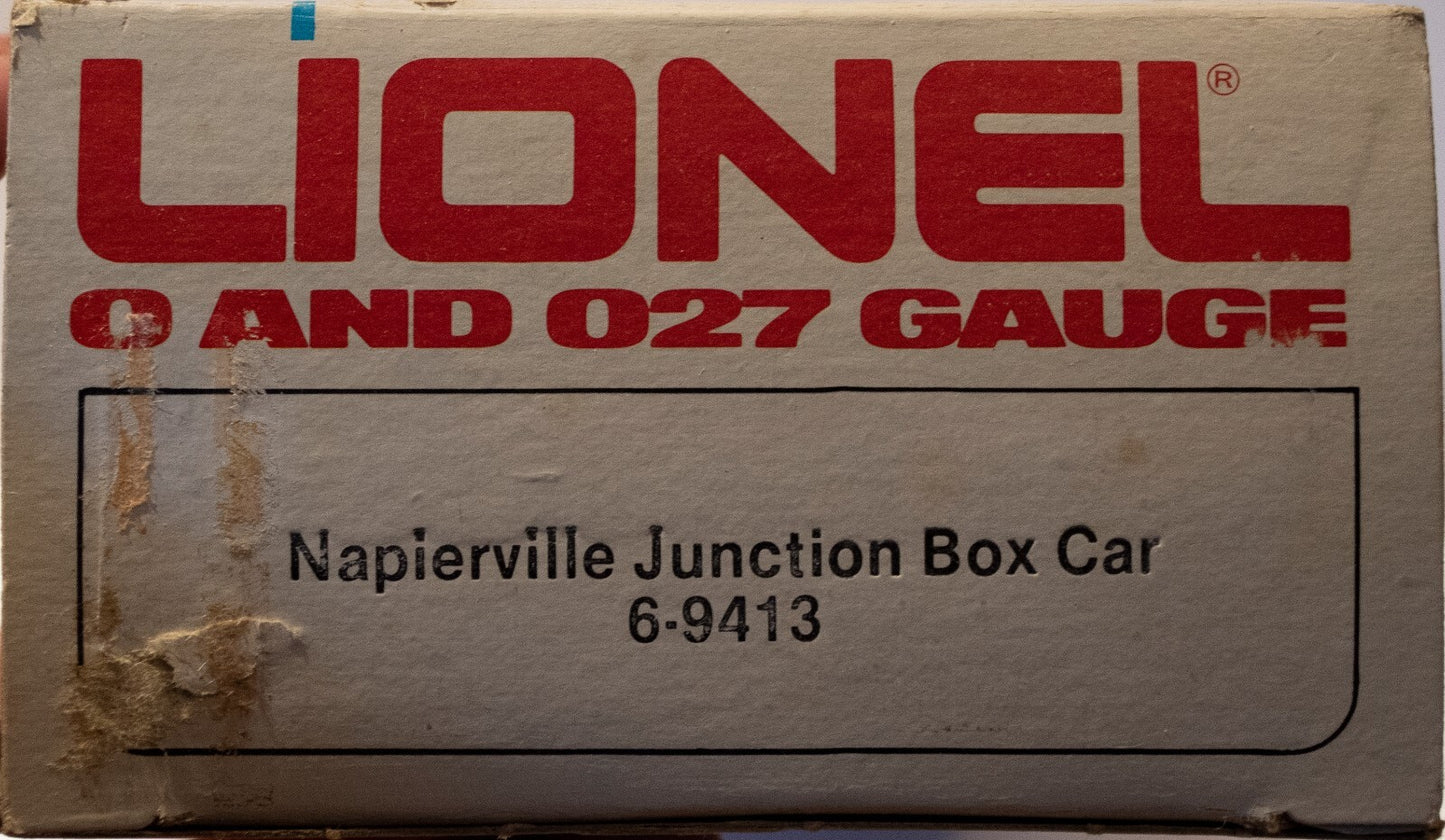 LIONEL®
O AND O27 GAUGE
Napierville Junction Box Car
6-9413